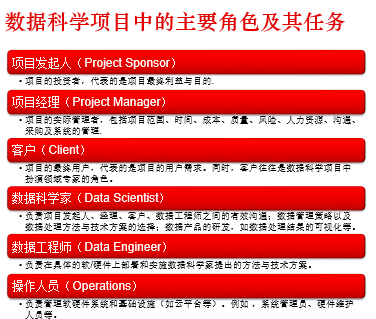 数据科学项目中的主要角色及其任务
项目发起人（Project Sponsor）
•项目的投资者，代表的是项目最终利益与目的.
项目经理（Project Manager）
•项目的实际管理者，包括项目范围、时间、成本、质量、风险、人力资源、沟通、
采购及系统的管理.
客户（Client）
•项目的最终用户，代表的是项目的用户需求。同时，客户往往是数据科学项目中
扮演领域专家的角色。
数据科学家（Data Scientist）
•负责项目发起人、经理、客户、数据工程师之间的有效沟通；数据管理策略以及
数据处理方法与技术方案的选择；数据产品的研发，如数据处理结果的可视化等。
数据工程师（Data Engineer）
•负责在具体的软/硬件上部署和实施数据科学家提出的方法与技术方案。
操作人员（Operations）
•负责管理软硬件系统和基础设施（如云平台等）。例如 ，系统管理员、硬件维护
人员等。